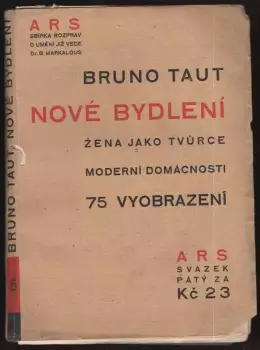 ARS
SBÍRKA ROZPRAV
O UMĚNÍ JIŽ VEDE
Dr. B. MARKALOUS
BRUNO TAUT
NOVÉ BYDLENÍ
ŽENA JAKO TVŮRCE
MODERNÍ DOMÁCNOSTI
75 VYOBRAZENÍ
ARS
SVAZEK
PÁTÝ ZA
Kč 23
BRUNO TAUT, NOVÉ BYDLENÍ